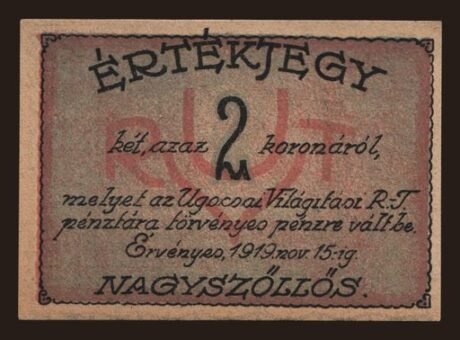 ÉRTÉKJEGY
két, azaz 2 koronáról,
melyet az Ugocsai Világitási R.-T.
pénztára törvényes pénzre vált be.
Érvényes, 1919. nov. 15-ig.
NAGYSZŐLLŐS.